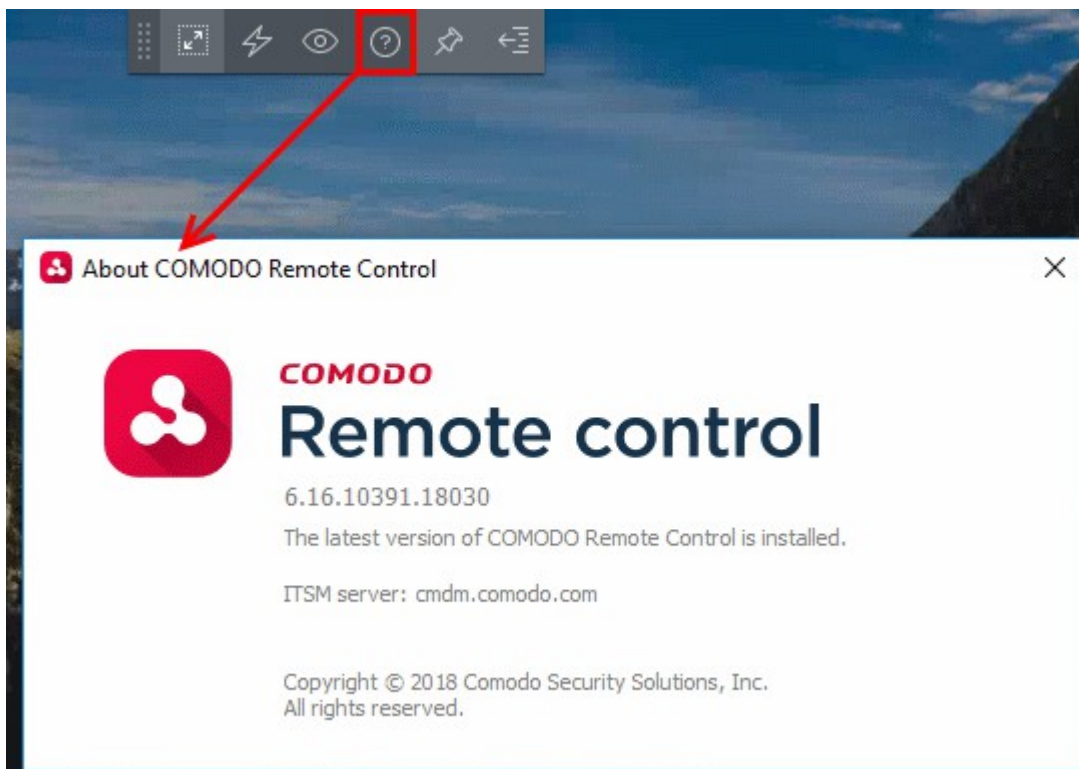 About COMODO Remote Control
COMODO
Remote control
6.16.10391.18030
The latest version of COMODO Remote Control is installed.
ITSM server: cmdm.comodo.com
Copyright © 2018 Comodo Security Solutions, Inc.
All rights reserved.